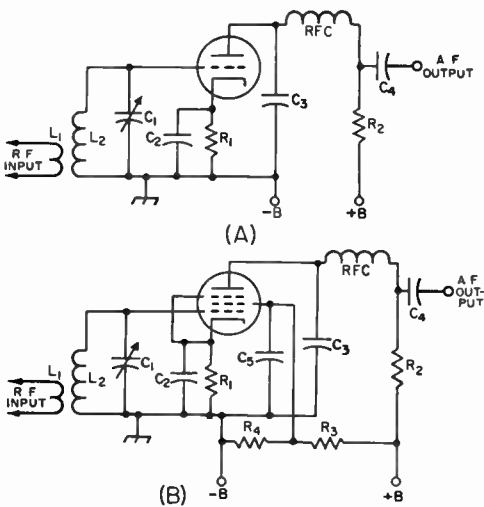 RFC
A F
OUTPUT
C4
C3
C1
L1
L2
C2
R1
R2
R F
INPUT
-B
+B
(A)
RFC
A F
OUT-
PUT
C4
C3
C5
C1
L1
L2
C2
R1
R2
R F
INPUT
R4
R3
-B
+B
(B)